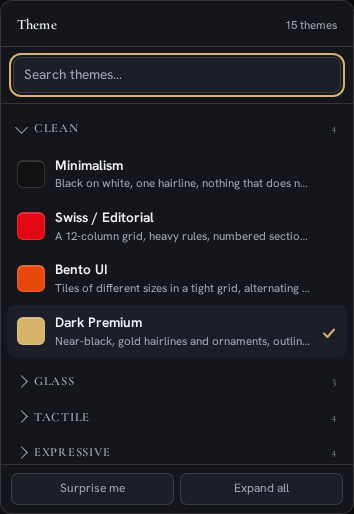 Theme
15 themes
Search themes...
CLEAN
4
Minimalism
Black on white, one hairline, nothing that does n...
Swiss / Editorial
A 12-column grid, heavy rules, numbered sectio...
Bento UI
Tiles of different sizes in a tight grid, alternating ...
Dark Premium
Near-black, gold hairlines and ornaments, outlin...
GLASS
3
TACTILE
4
EXPRESSIVE
4
Surprise me
Expand all